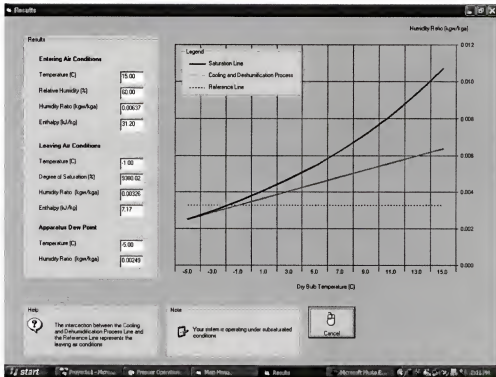 Results
Humidity Ratio (kgw/kga)
Results
Entering Air Conditions
Temperature (C) 15.00
Relative Humidity (%) 60.00
Humidity Ratio (kgw/kga) 0.00637
Enthalpy (kJ/kg) 31.20
Leaving Air Conditions
Temperature (C) -1.00
Degree of Saturation (%)
Humidity Ratio (kgw/kga) 0.00326
Enthalpy (kJ/kg) 7.17
Apparatus Dew Point
Temperature (C) -5.00
Humidity Ratio (kgw/kga) 0.00249
Legend
Saturation Line
Cooling and Deshumification Process
Reference Line
0.012
0.010
0.008
0.006
0.004
0.002
0.000
-5.0 -3.0 -1.0 1.0 3.0 5.0 7.0 9.0 11.0 13.0 15.0
Dry Bulb Temperature (C)
Help
The intercection between the Cooling
and Dehumidification Process Line and
the Reference Line represents the
leaving air conditions
Note
Your sistem is operating under subsaturated
conditions
Cancel
start
Results